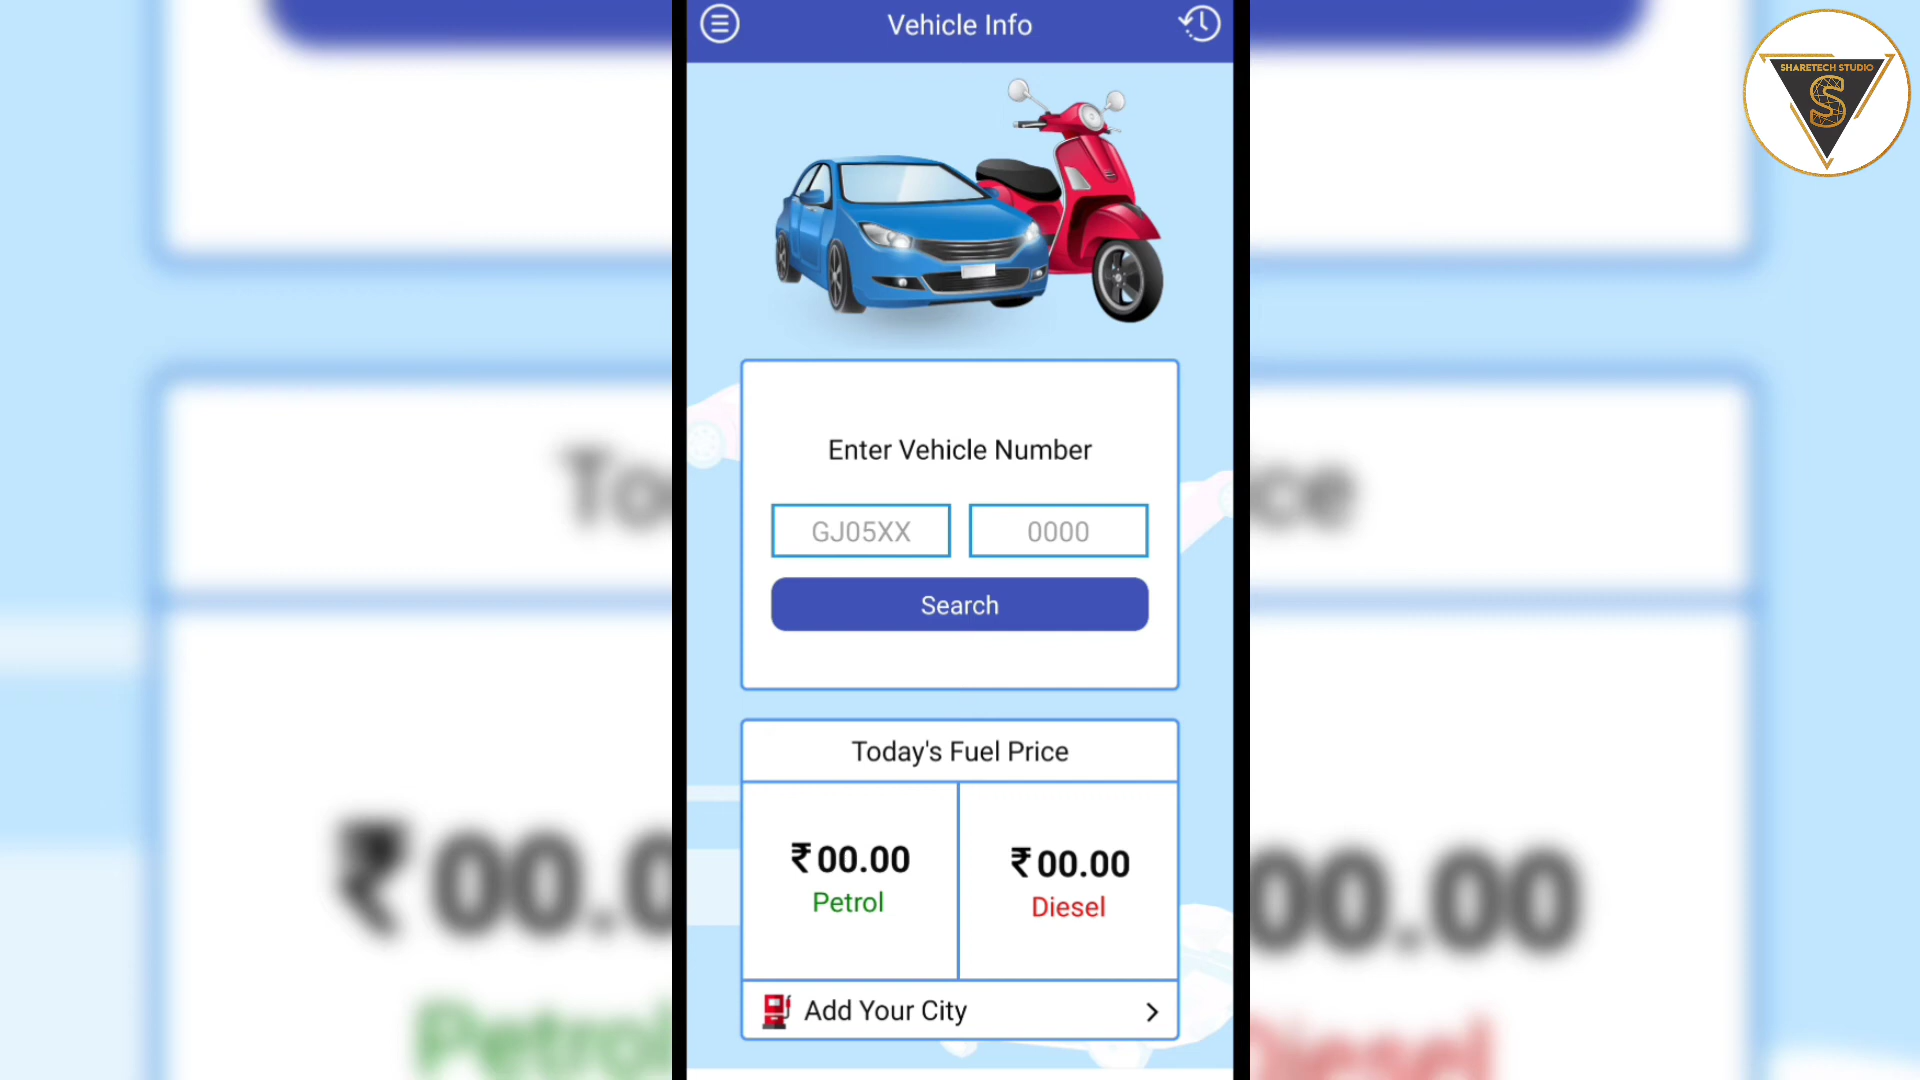 Vehicle Info
SHARETECH STUDIO
S
Enter Vehicle Number
GJ05XX 0000
Search
Today's Fuel Price
₹00.00 ₹00.00
Petrol Diesel
Add Your City